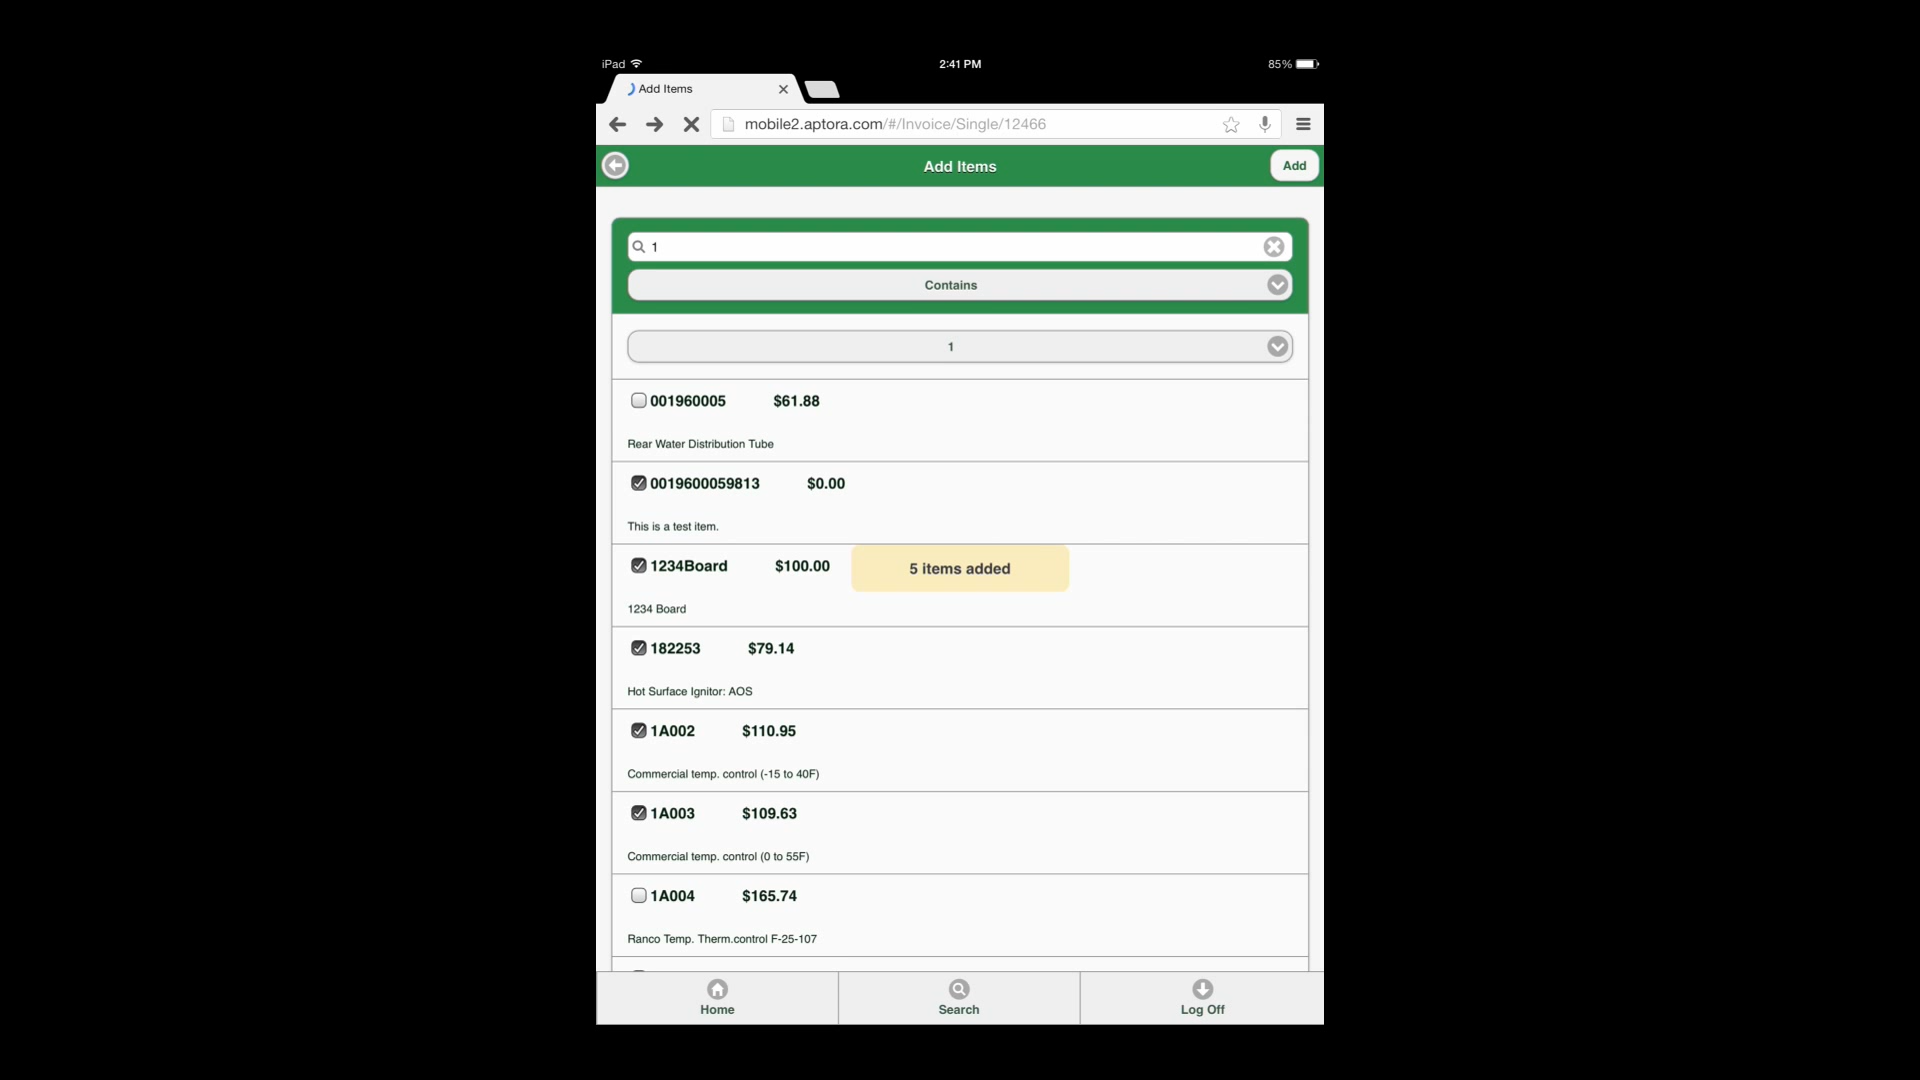 iPad 2:41 PM 85%
Add Items
mobile2.aptora.com/#/Invoice/Single/12466
Add Items Add
1
Contains
1
001960005 $61.88
Rear Water Distribution Tube
0019600059813 $0.00
This is a test item.
1234Board $100.00 5 items added
1234 Board
182253 $79.14
Hot Surface Ignitor: AOS
1A002 $110.95
Commercial temp. control (-15 to 40F)
1A003 $109.63
Commercial temp. control (0 to 55F)
1A004 $165.74
Ranco Temp. Therm.control F-25-107
Home Search Log Off